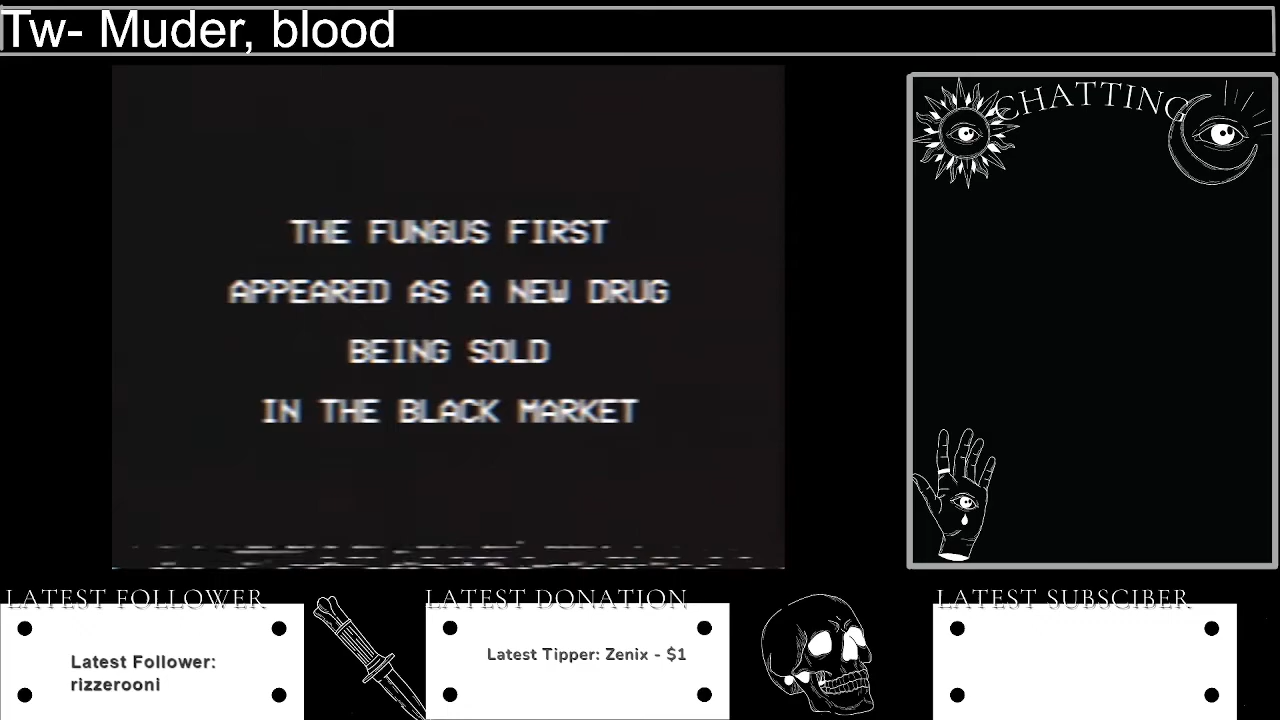 Tw- Muder, blood
CHATTING
THE FUNGUS FIRST
APPEARED AS A NEW DRUG
BEING SOLD
IN THE BLACK MARKET
LATEST FOLLOWER
Latest Follower:
rizzerooni
LATEST DONATION
Latest Tipper: Zenix - $1
LATEST SUBSCIBER